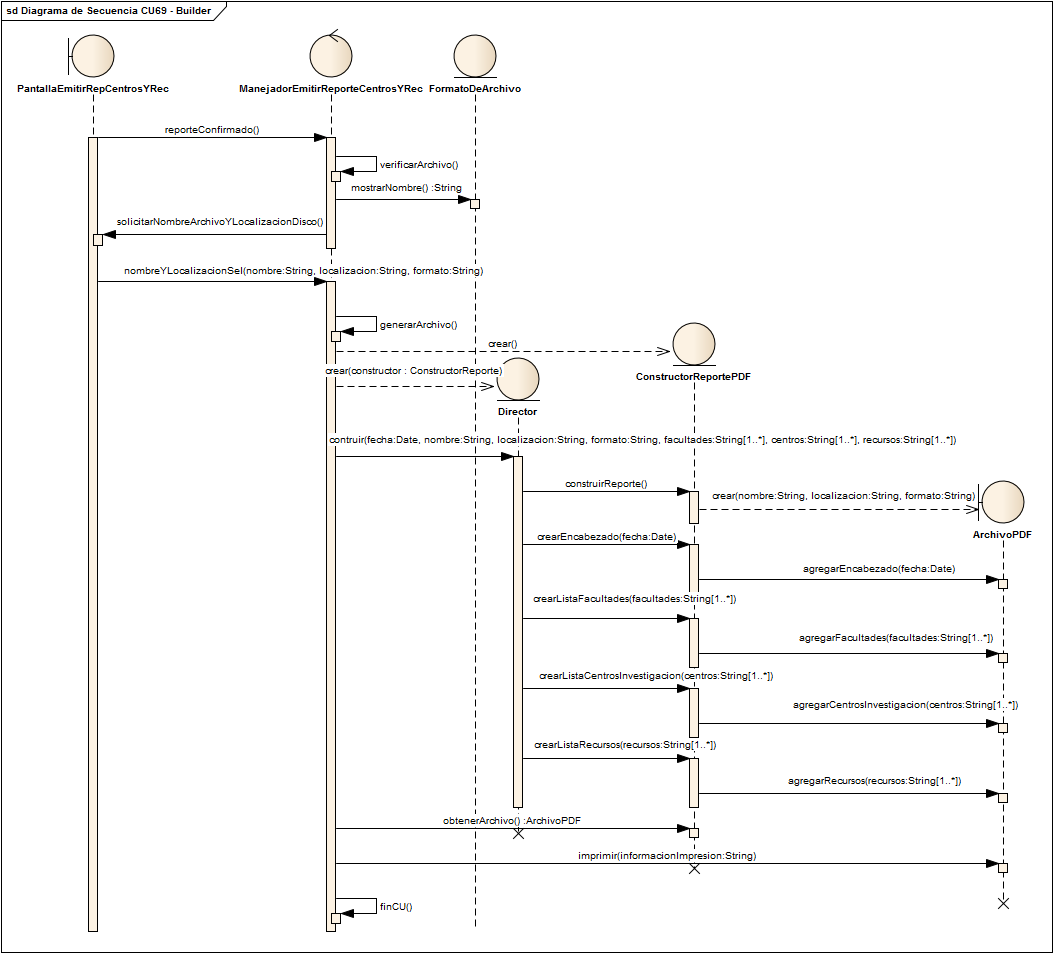 sd Diagrama de Secuencia CU69 - Builder
PantallaEmitirRepCentrosYRec
ManejadorEmitirReporteCentrosYRec
FormatoDeArchivo
reporteConfirmado()
verificarArchivo()
mostrarNombre() :String
solicitarNombreArchivoYLocalizacionDisco()
nombreYLocalizacionSel(nombre:String, localizacion:String, formato:String)
generarArchivo()
crear()
crear(constructor : ConstructorReporte)
ConstructorReportePDF
Director
contruir(fecha:Date, nombre:String, localizacion:String, formato:String, facultades:String[1..*], centros:String[1..*], recursos:String[1..*])
construirReporte()
crear(nombre:String, localizacion:String, formato:String)
ArchivoPDF
crearEncabezado(fecha:Date)
agregarEncabezado(fecha:Date)
crearListaFacultades(facultades:String[1..*])
agregarFacultades(facultades:String[1..*])
crearListaCentrosInvestigacion(centros:String[1..*])
agregarCentrosInvestigacion(centros:String[1..*])
crearListaRecursos(recursos:String[1..*])
agregarRecursos(recursos:String[1..*])
obtenerArchivo() :ArchivoPDF
imprimir(informacionImpresion:String)
finCU()